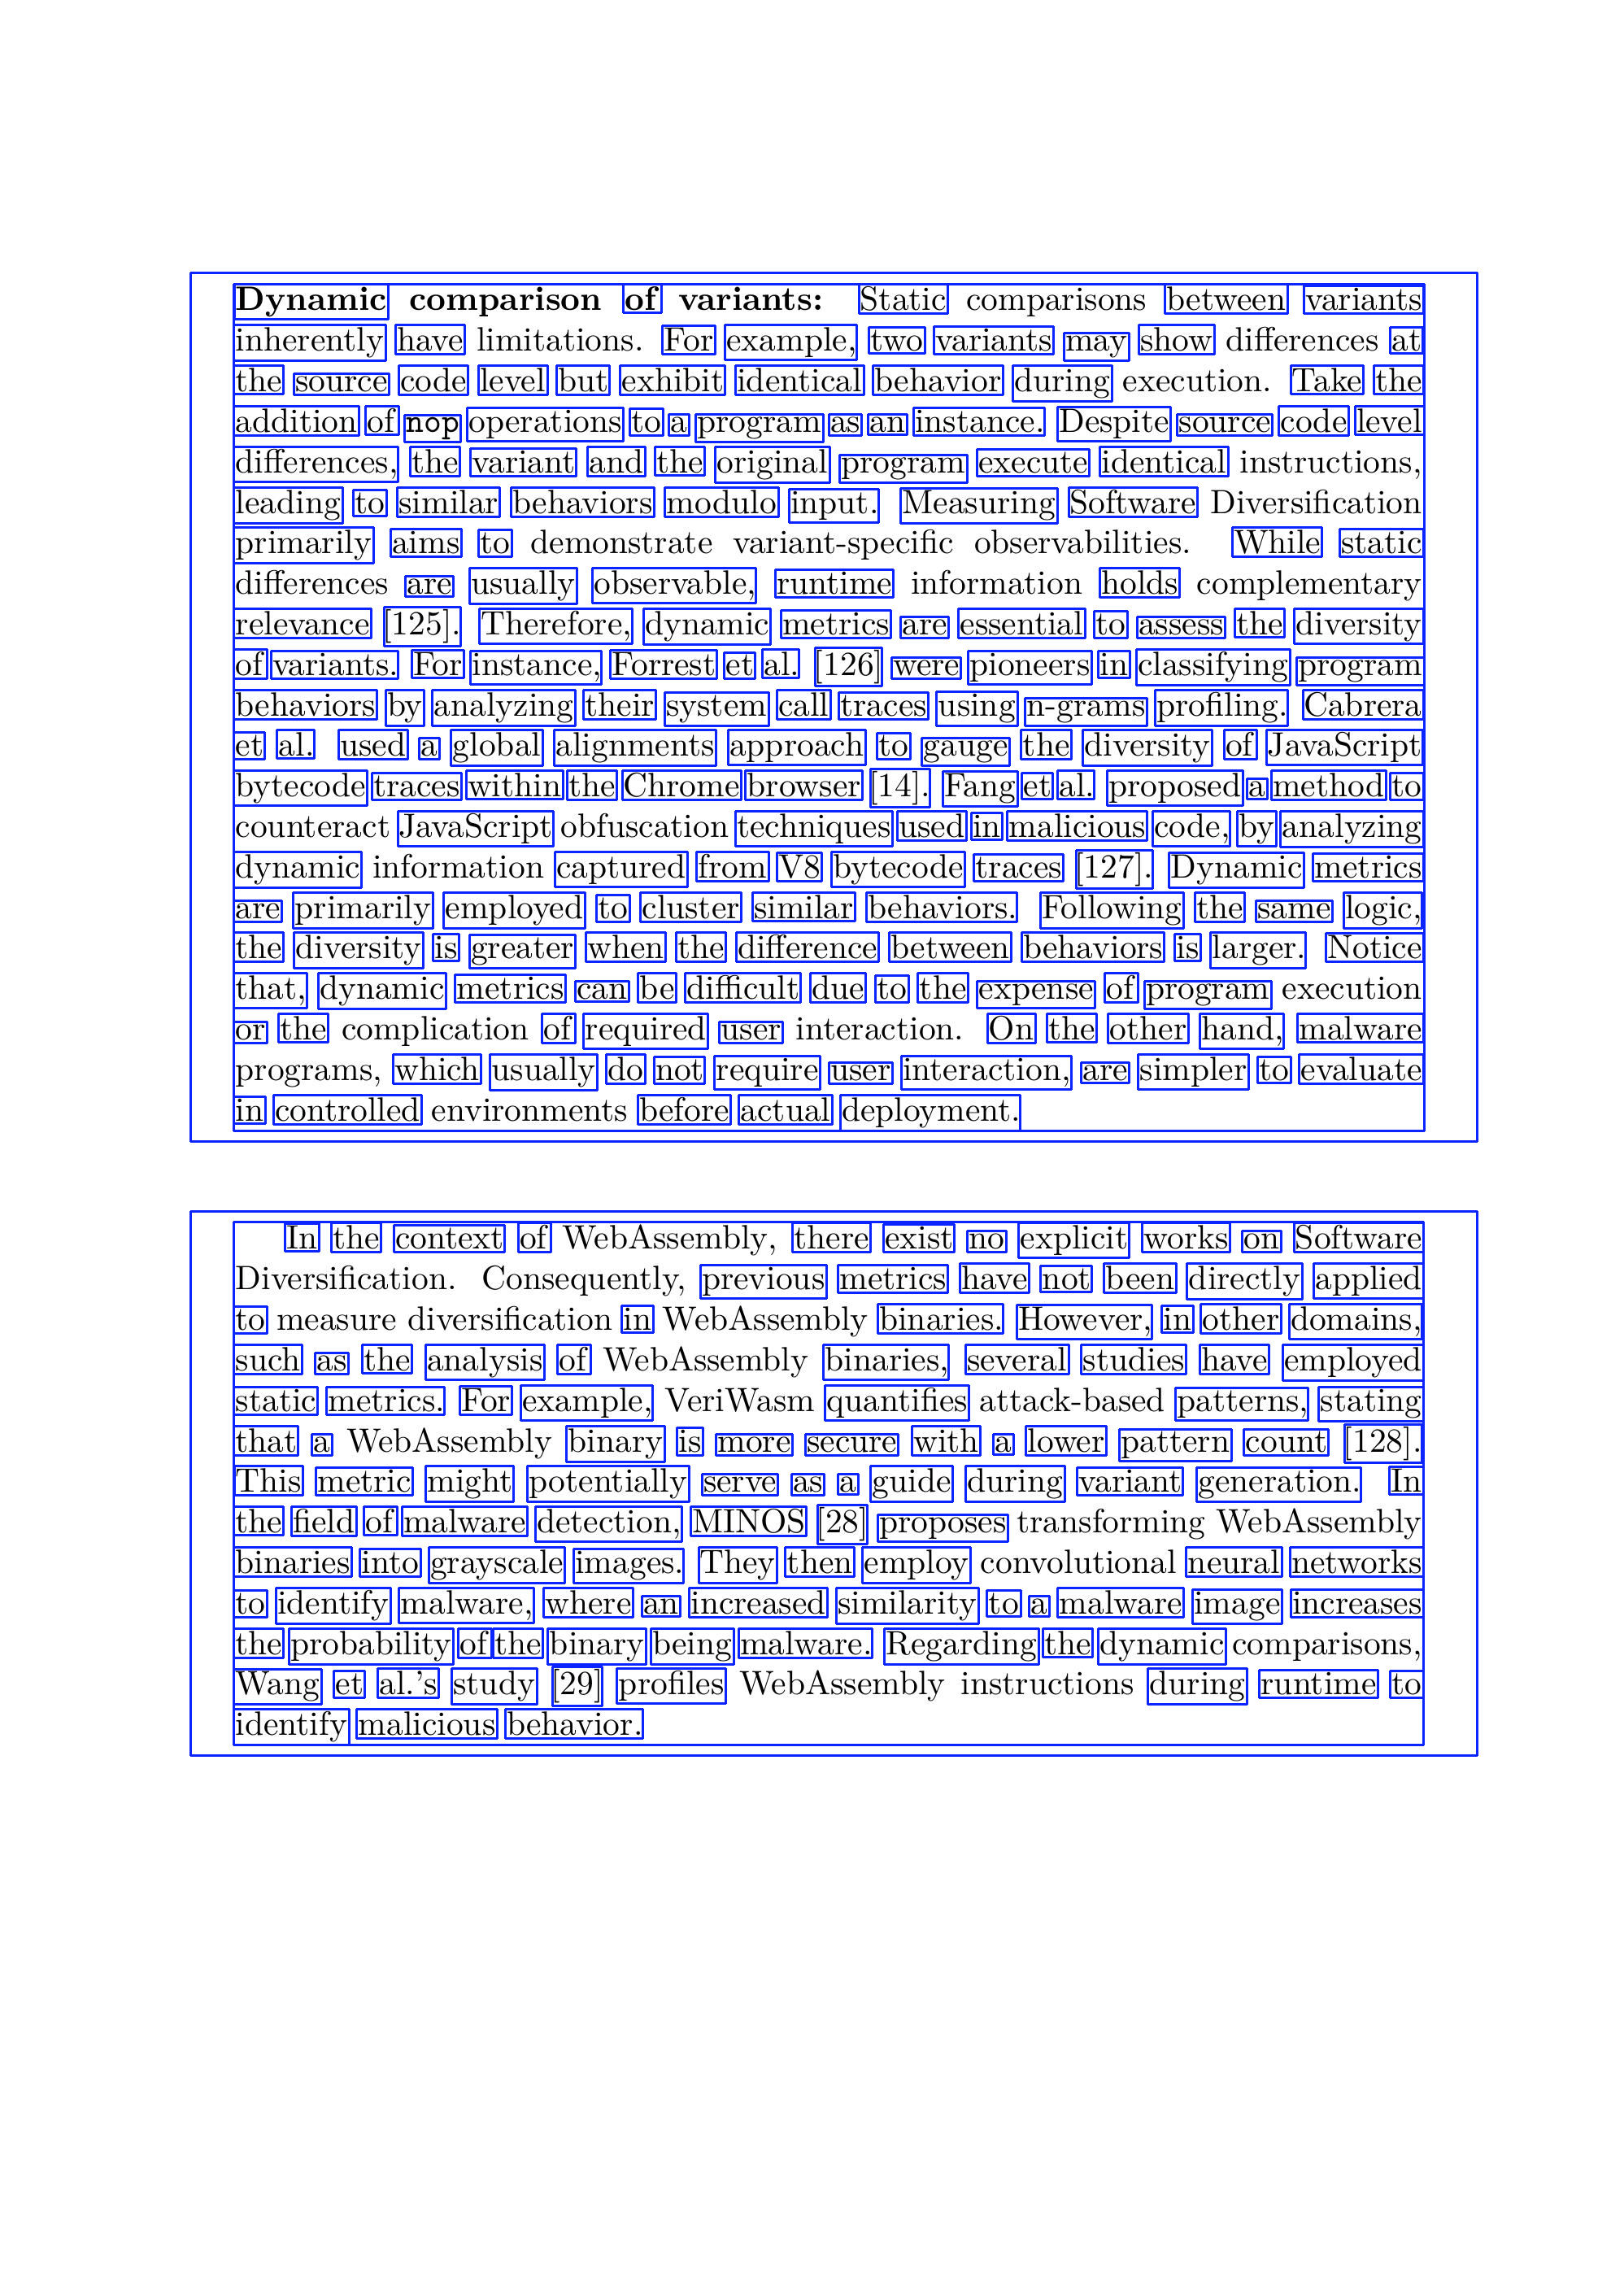 Dynamic comparison of variants: Static comparisons between variants
inherently have limitations. For example, two variants may show differences at
the source code level but exhibit identical behavior during execution. Take the
addition of nop operations to a program as an instance. Despite source code level
differences, the variant and the original program execute identical instructions,
leading to similar behaviors modulo input. Measuring Software Diversification
primarily aims to demonstrate variant-specific observabilities. While static
differences are usually observable, runtime information holds complementary
relevance [125]. Therefore, dynamic metrics are essential to assess the diversity
of variants. For instance, Forrest et al. [126] were pioneers in classifying program
behaviors by analyzing their system call traces using n-grams profiling. Cabrera
et al. used a global alignments approach to gauge the diversity of JavaScript
bytecode traces within the Chrome browser [14]. Fang et al. proposed a method to
counteract JavaScript obfuscation techniques used in malicious code, by analyzing
dynamic information captured from V8 bytecode traces [127]. Dynamic metrics
are primarily employed to cluster similar behaviors. Following the same logic,
the diversity is greater when the difference between behaviors is larger. Notice
that, dynamic metrics can be difficult due to the expense of program execution
or the complication of required user interaction. On the other hand, malware
programs, which usually do not require user interaction, are simpler to evaluate
in controlled environments before actual deployment.
In the context of WebAssembly, there exist no explicit works on Software
Diversification. Consequently, previous metrics have not been directly applied
to measure diversification in WebAssembly binaries. However, in other domains,
such as the analysis of WebAssembly binaries, several studies have employed
static metrics. For example, VeriWasm quantifies attack-based patterns, stating
that a WebAssembly binary is more secure with a lower pattern count [128].
This metric might potentially serve as a guide during variant generation. In
the field of malware detection, MINOS [28] proposes transforming WebAssembly
binaries into grayscale images. They then employ convolutional neural networks
to identify malware, where an increased similarity to a malware image increases
the probability of the binary being malware. Regarding the dynamic comparisons,
Wang et al.'s study [29] profiles WebAssembly instructions during runtime to
identify malicious behavior.